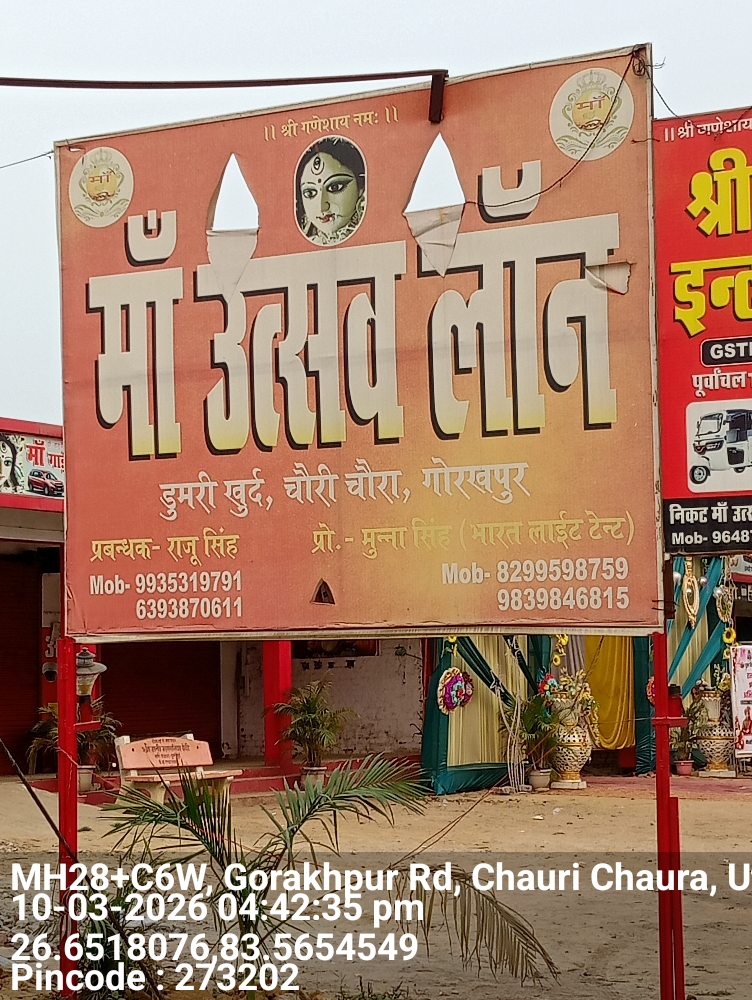 ।। श्री गणेशाय नमः ।।
माँ
माँ
माँ उत्सव लॉन
डुमरी खुर्द, चौरी चौरा, गोरखपुर
प्रबन्धक- राजू सिंह
प्रो.- मुन्ना सिंह (भारत लाईट टेन्ट)
Mob- 9935319791
6393870611
Mob- 8299598759
9839846815
।। श्री गणेशाय
श्री
इन्
GSTI
पूर्वांचल
निकट माँ उत्स
Mob- 9648
माँ गा
MH28+C6W, Gorakhpur Rd, Chauri Chaura, U
10-03-2026 04:42:35 pm
26.6518076,83.5654549
Pincode : 273202